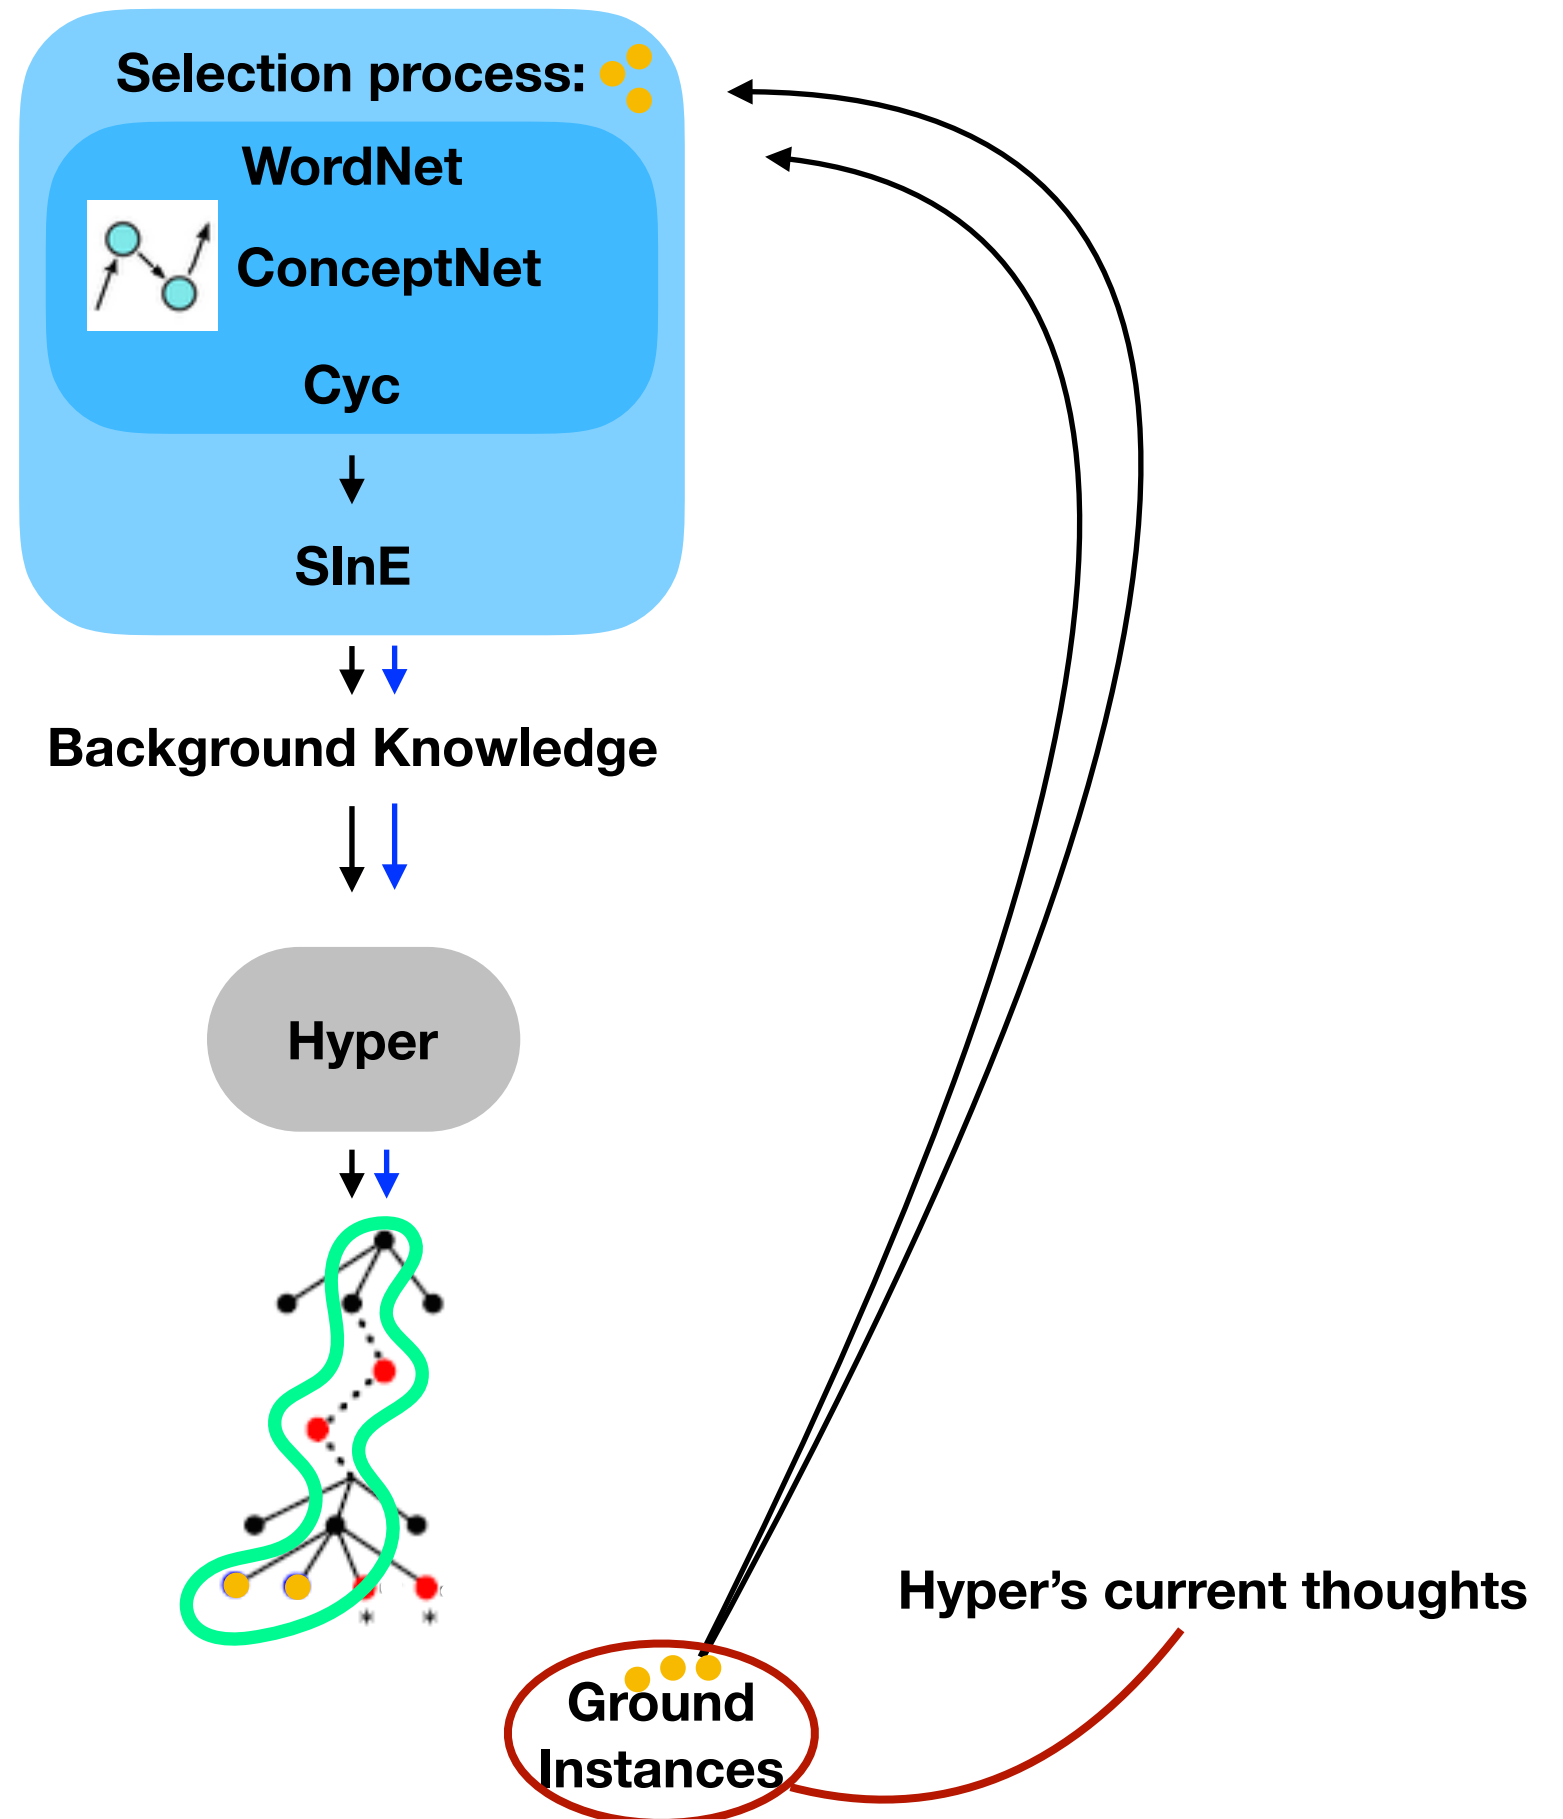 Selection process:
WordNet
ConceptNet
Cyc
SInE
Background Knowledge
Hyper
Hyper's current thoughts
Ground
Instances